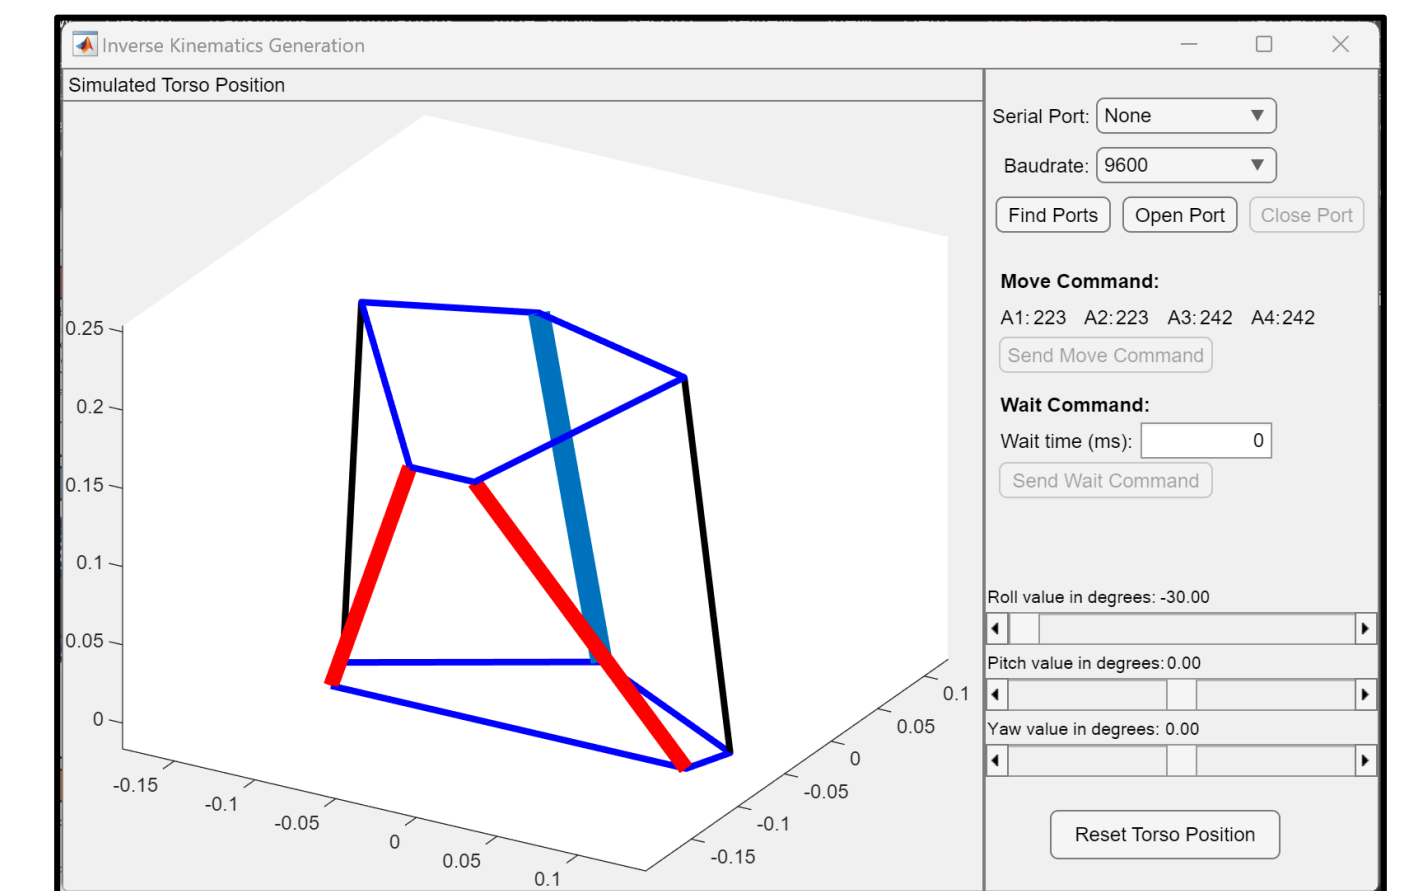 Inverse Kinematics Generation
Simulated Torso Position
0.25
0.2
0.15
0.1
0.05
0
-0.15
-0.1
-0.05
0
0.05
0.1
0.1
0.05
0
-0.05
-0.1
-0.15
Serial Port: None
Baudrate: 9600
Find Ports Open Port Close Port
Move Command:
A1: 223 A2: 223 A3: 242 A4: 242
Send Move Command
Wait Command:
Wait time (ms): 0
Send Wait Command
Roll value in degrees: -30.00
Pitch value in degrees: 0.00
Yaw value in degrees: 0.00
Reset Torso Position